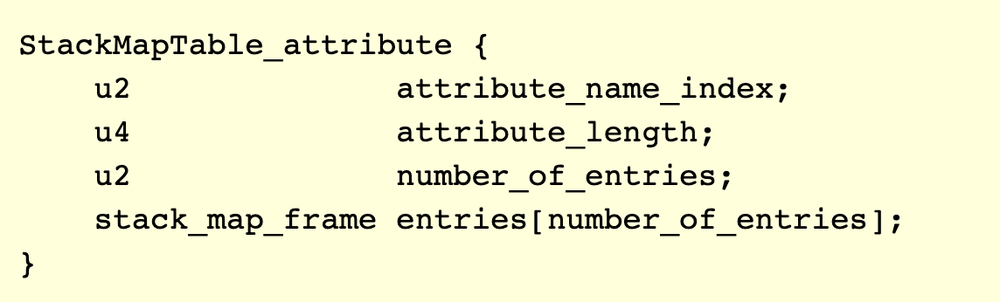 StackMapTable_attribute {
    u2              attribute_name_index;
    u4              attribute_length;
    u2              number_of_entries;
    stack_map_frame entries[number_of_entries];
}